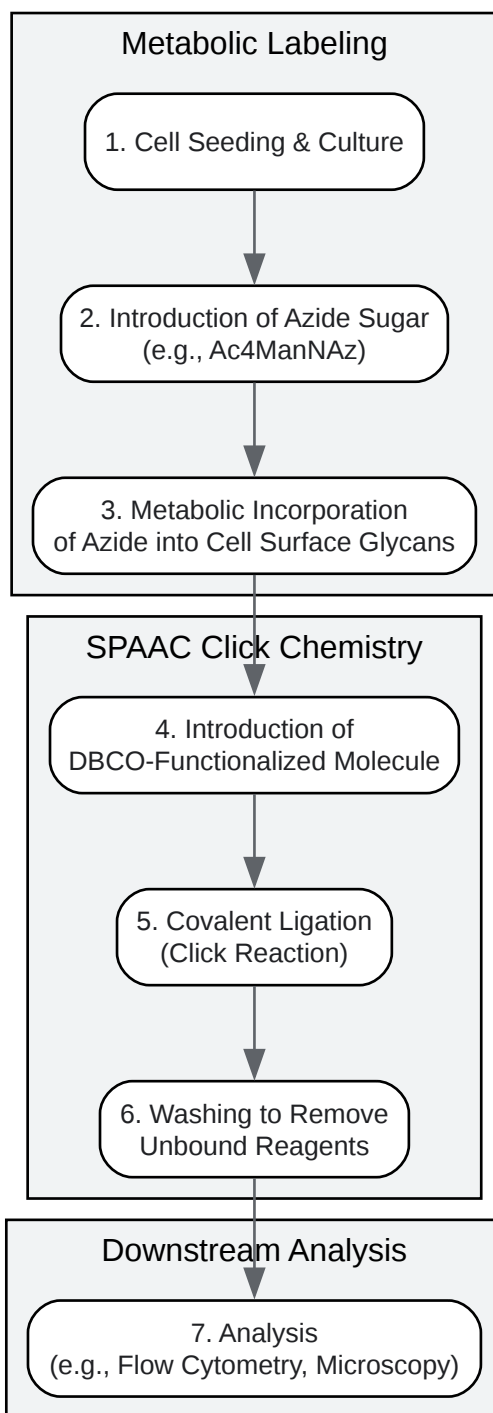 Metabolic Labeling
1. Cell Seeding & Culture
2. Introduction of Azide Sugar
(e.g., Ac4ManNAz)
3. Metabolic Incorporation
of Azide into Cell Surface Glycans
SPAAC Click Chemistry
4. Introduction of
DBCO-Functionalized Molecule
5. Covalent Ligation
(Click Reaction)
6. Washing to Remove
Unbound Reagents
Downstream Analysis
7. Analysis
(e.g., Flow Cytometry, Microscopy)